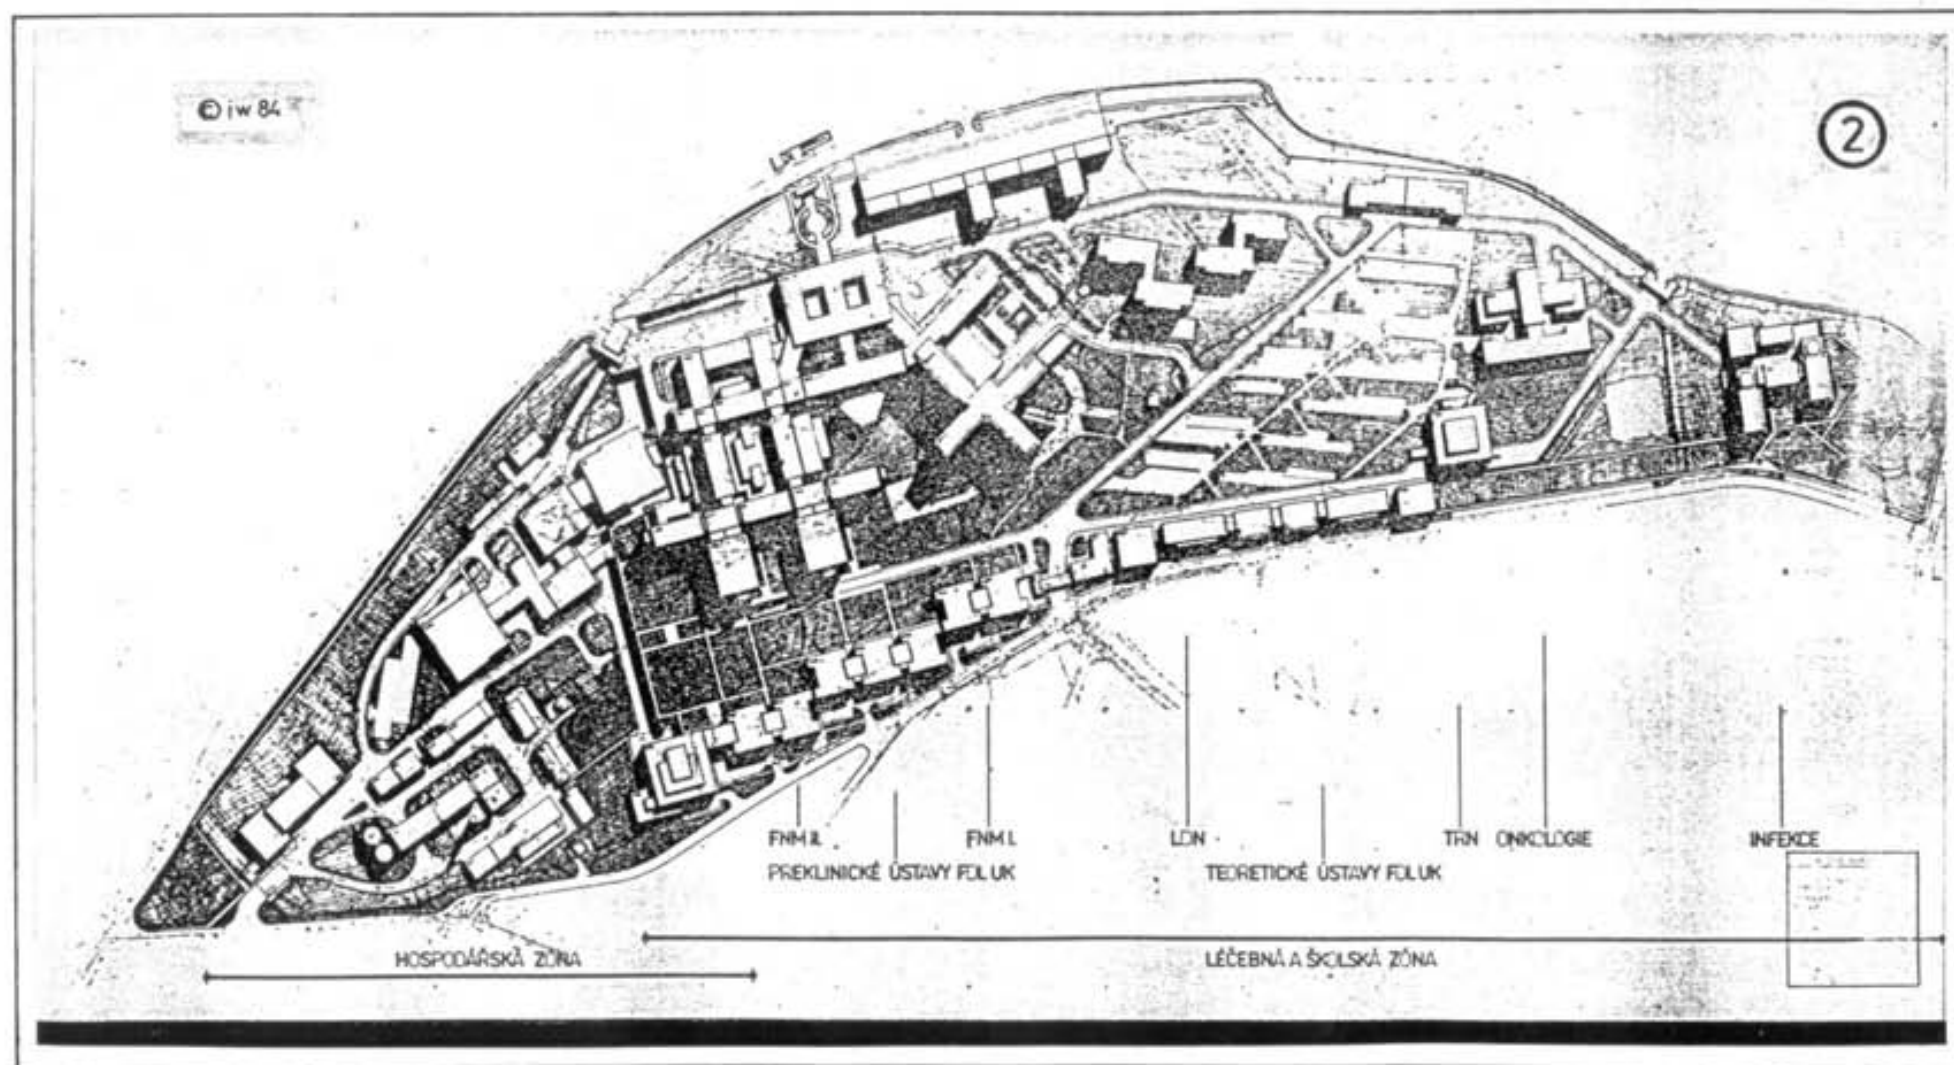 © iw 84
2
FNM II. FNM I. LDN TRN ONKOLOGIE INFEKCE
PREKLINICKÉ ÚSTAVY FDL UK TEORETICKÉ ÚSTAVY FDL UK
HOSPODÁŘSKÁ ZÓNA LÉČEBNÁ A ŠKOLSKÁ ZÓNA